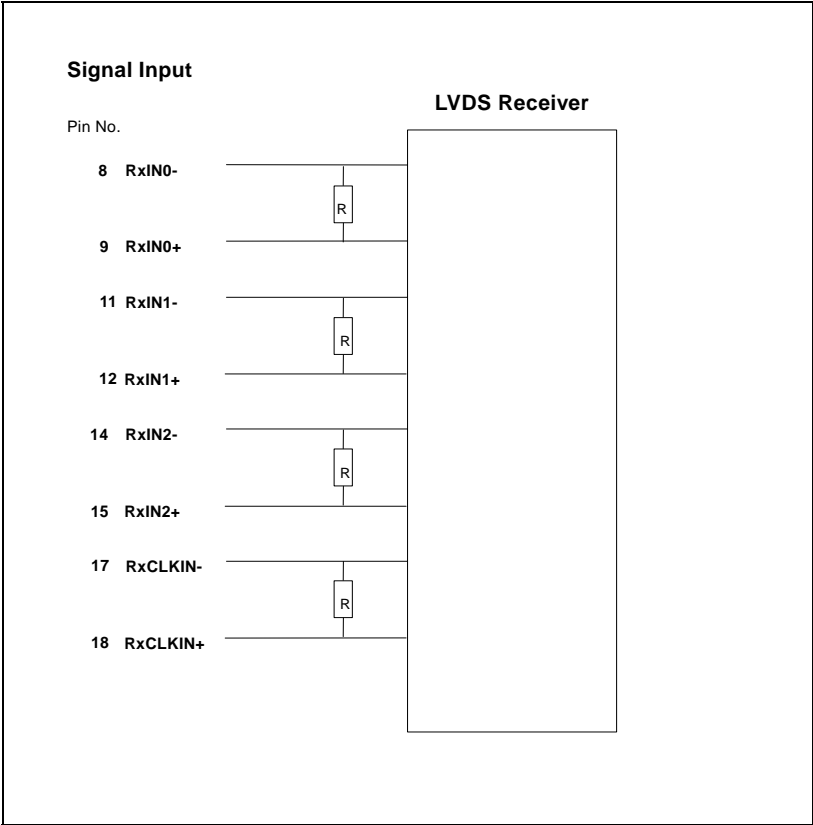 Signal Input
LVDS Receiver
Pin No.
8 RxIN0-
R
9 RxIN0+
11 RxIN1-
R
12 RxIN1+
14 RxIN2-
R
15 RxIN2+
17 RxCLKIN-
R
18 RxCLKIN+